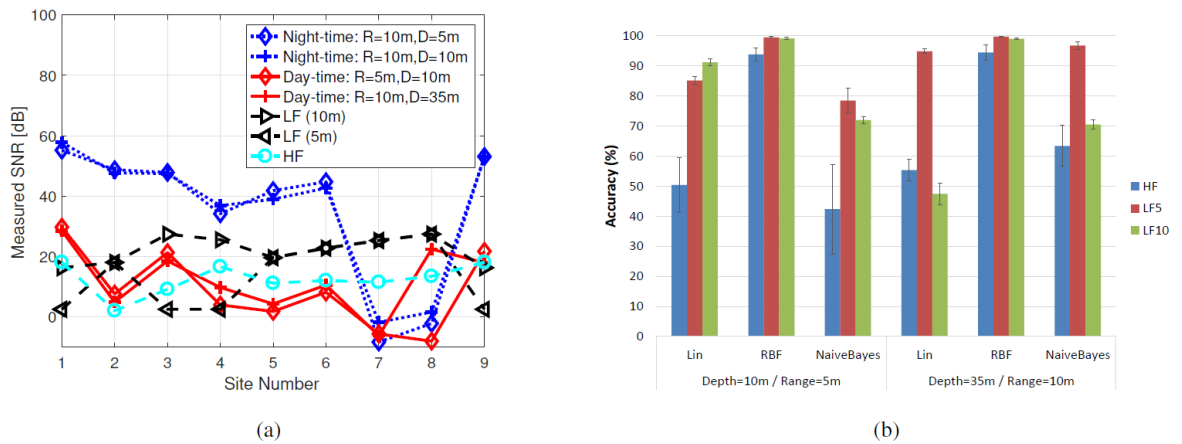 100
80
60
40
20
0
Measured SNR [dB]
1 2 3 4 5 6 7 8 9
Site Number
Night-time: R=10m,D=5m
Night-time: R=10m,D=10m
Day-time: R=5m,D=10m
Day-time: R=10m,D=35m
LF (10m)
LF (5m)
HF
(a)
100
90
80
70
60
50
40
30
20
10
0
Accuracy (%)
Lin RBF NaiveBayes Lin RBF NaiveBayes
Depth=10m / Range=5m Depth=35m / Range=10m
HF
LF5
LF10
(b)